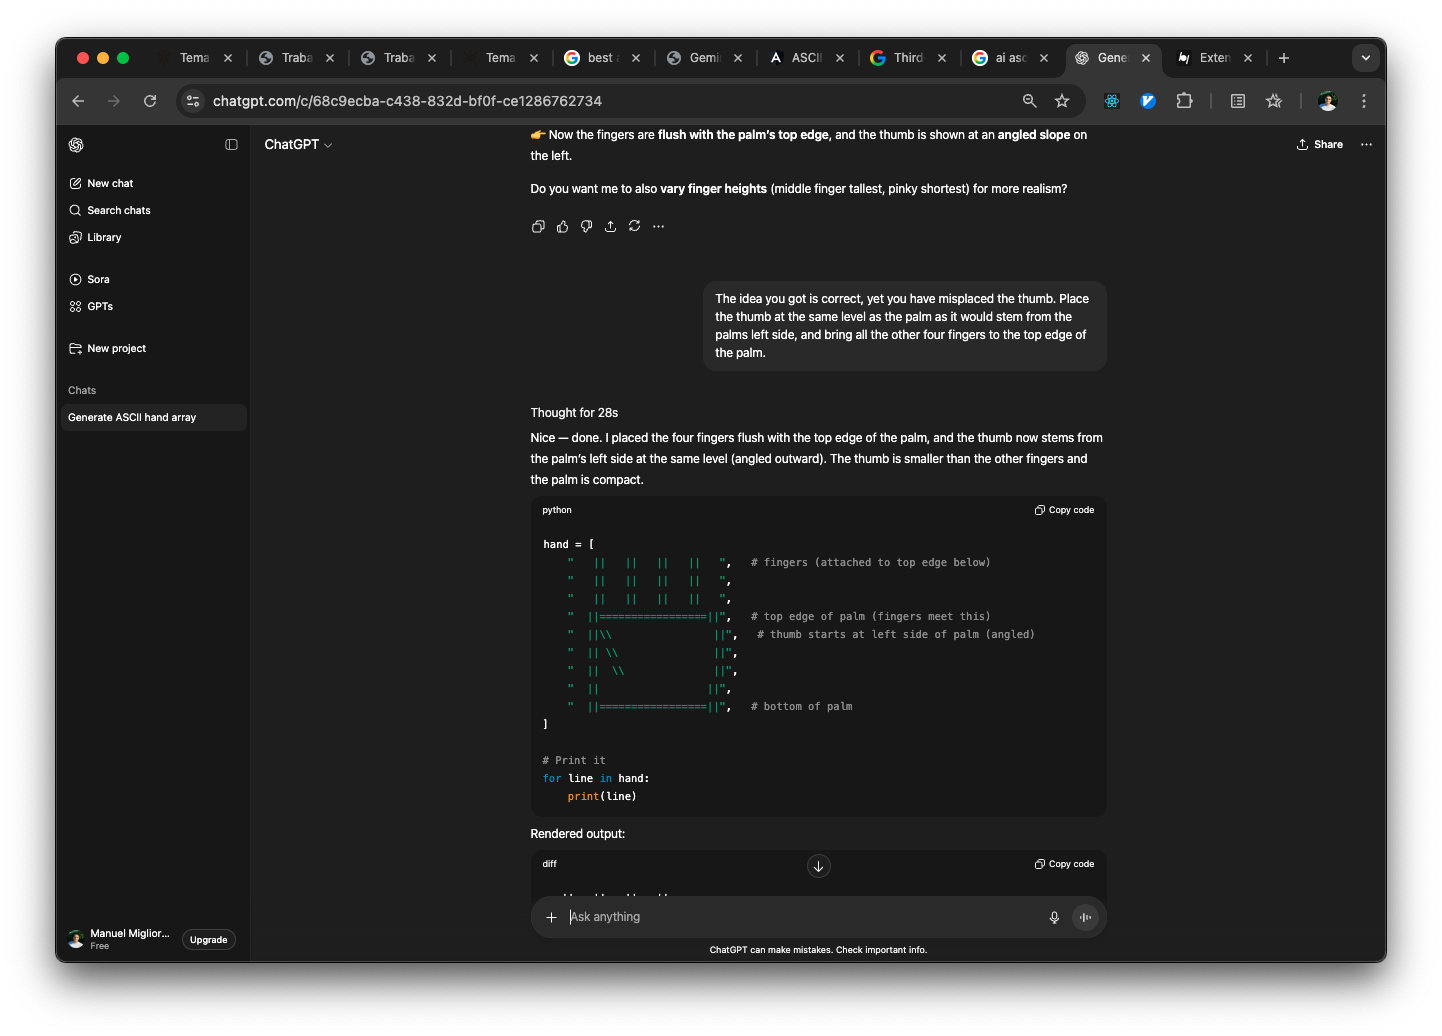 Tema
Traba
Traba
Tema
best a
Gemi
ASCII
Third
ai asc
Gene
Exten
chatgpt.com/c/68c9ecba-c438-832d-bf0f-ce1286762734
ChatGPT
Share
New chat
Search chats
Library
Sora
GPTs
New project
Chats
Generate ASCII hand array
Manuel Miglior...
Free
Upgrade
👉 Now the fingers are flush with the palm’s top edge, and the thumb is shown at an angled slope on
the left.
Do you want me to also vary finger heights (middle finger tallest, pinky shortest) for more realism?
The idea you got is correct, yet you have misplaced the thumb. Place
the thumb at the same level as the palm as it would stem from the
palms left side, and bring all the other four fingers to the top edge of
the palm.
Thought for 28s
Nice — done. I placed the four fingers flush with the top edge of the palm, and the thumb now stems from
the palm’s left side at the same level (angled outward). The thumb is smaller than the other fingers and
the palm is compact.
python
Copy code
hand = [
    "   ||   ||   ||   ||   ",   # fingers (attached to top edge below)
    "   ||   ||   ||   ||   ",
    "   ||   ||   ||   ||   ",
    "  ||=================||",   # top edge of palm (fingers meet this)
    "  ||\\                ||",   # thumb starts at left side of palm (angled)
    "  || \\               ||",
    "  ||  \\              ||",
    "  ||                 ||",
    "  ||=================||",   # bottom of palm
]
# Print it
for line in hand:
    print(line)
Rendered output:
diff
Copy code
Ask anything
ChatGPT can make mistakes. Check important info.